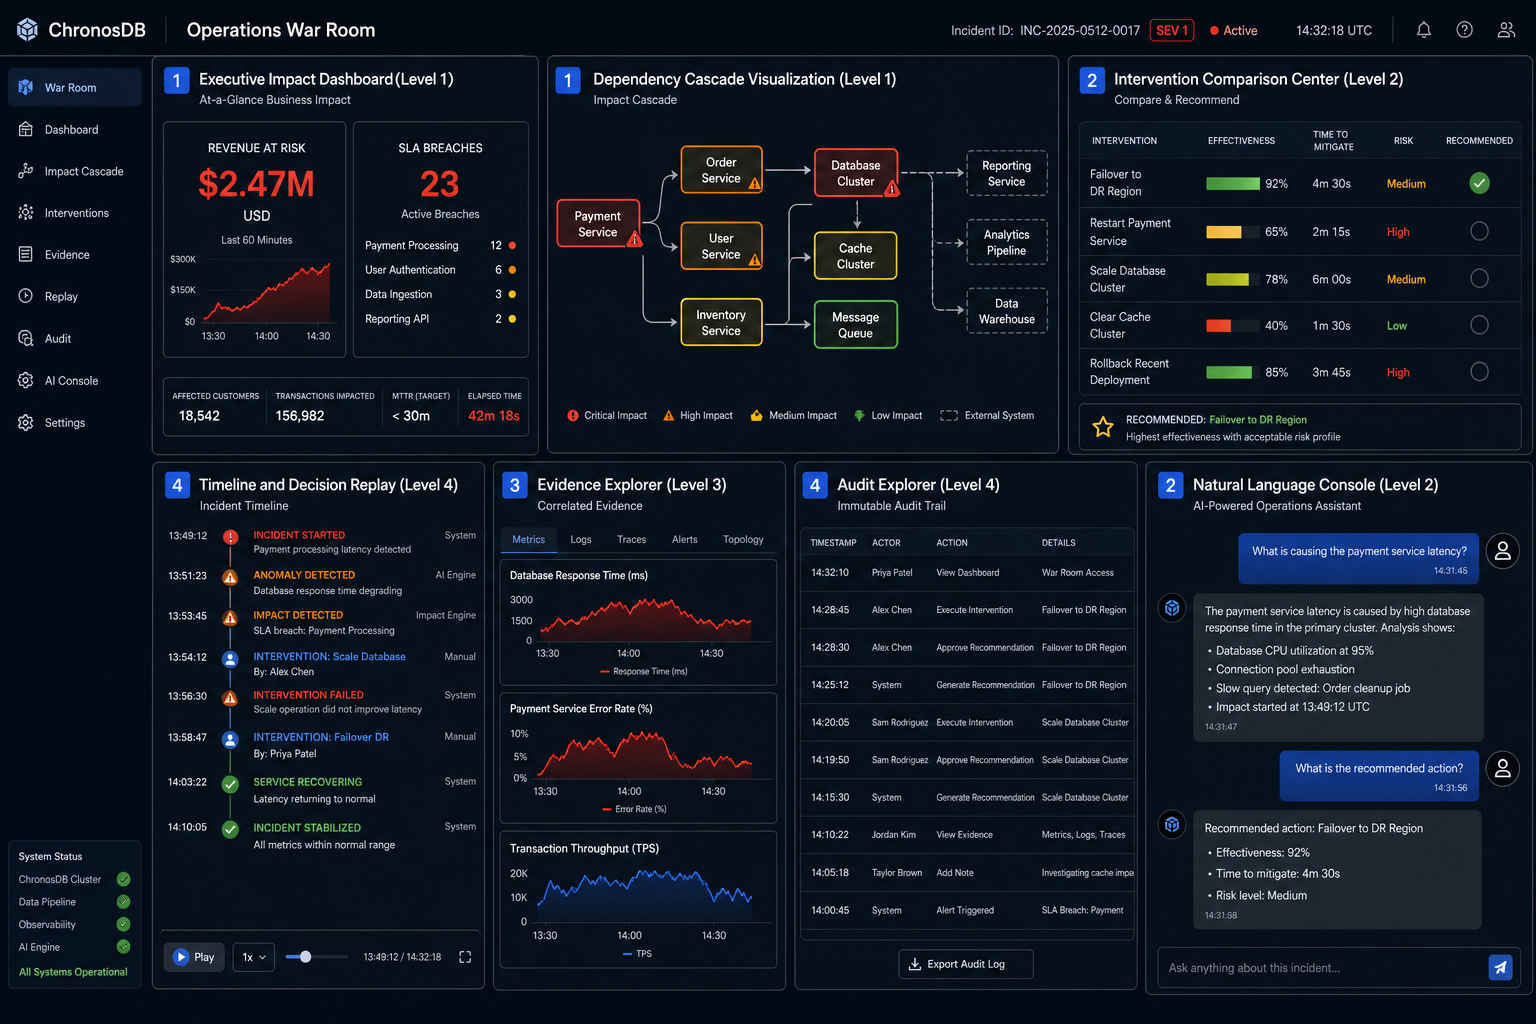 ChronosDB
Operations War Room
Incident ID: INC-2025-0512-0017
SEV 1
Active
14:32:18 UTC
War Room
Dashboard
Impact Cascade
Interventions
Evidence
Replay
Audit
AI Console
Settings
System Status
ChronosDB Cluster
Data Pipeline
Observability
AI Engine
All Systems Operational
1
Executive Impact Dashboard (Level 1)
At-a-Glance Business Impact
REVENUE AT RISK
$2.47M
USD
Last 60 Minutes
$300K
$150K
$0
13:30 14:00 14:30
SLA BREACHES
23
Active Breaches
Payment Processing 12
User Authentication 6
Data Ingestion 3
Reporting API 2
AFFECTED CUSTOMERS
18,542
TRANSACTIONS IMPACTED
156,982
MTTR (TARGET)
< 30m
ELAPSED TIME
42m 18s
1
Dependency Cascade Visualization (Level 1)
Impact Cascade
Payment
Service
Order
Service
User
Service
Inventory
Service
Database
Cluster
Cache
Cluster
Message
Queue
Reporting
Service
Analytics
Pipeline
Data
Warehouse
Critical Impact
High Impact
Medium Impact
Low Impact
External System
2
Intervention Comparison Center (Level 2)
Compare & Recommend
INTERVENTION EFFECTIVENESS TIME TO MITIGATE RISK RECOMMENDED
Failover to
DR Region
92% 4m 30s Medium
Restart Payment
Service
65% 2m 15s High
Scale Database
Cluster
78% 6m 00s Medium
Clear Cache
Cluster
40% 1m 30s Low
Rollback Recent
Deployment
85% 3m 45s High
RECOMMENDED: Failover to DR Region
Highest effectiveness with acceptable risk profile
4
Timeline and Decision Replay (Level 4)
Incident Timeline
13:49:12 INCIDENT STARTED System
Payment processing latency detected
13:51:23 ANOMALY DETECTED AI Engine
Database response time degrading
13:53:45 IMPACT DETECTED Impact Engine
SLA breach: Payment Processing
13:54:12 INTERVENTION: Scale Database Manual
By: Alex Chen
13:56:30 INTERVENTION FAILED System
Scale operation did not improve latency
13:58:47 INTERVENTION: Failover DR Manual
By: Priya Patel
14:03:22 SERVICE RECOVERING System
Latency returning to normal
14:10:05 INCIDENT STABILIZED System
All metrics within normal range
Play
1x
13:49:12 / 14:32:18
3
Evidence Explorer (Level 3)
Correlated Evidence
Metrics Logs Traces Alerts Topology
Database Response Time (ms)
3000
1500
0
13:30 14:00 14:30
Response Time (ms)
Payment Service Error Rate (%)
10%
5%
0%
13:30 14:00 14:30
Error Rate (%)
Transaction Throughput (TPS)
20K
10K
0
13:30 14:00 14:30
TPS
4
Audit Explorer (Level 4)
Immutable Audit Trail
TIMESTAMP ACTOR ACTION DETAILS
14:32:10 Priya Patel View Dashboard War Room Access
14:28:45 Alex Chen Execute Intervention Failover to DR Region
14:28:30 Alex Chen Approve Recommendation Failover to DR Region
14:25:12 System Generate Recommendation Failover to DR Region
14:20:05 Sam Rodriguez Execute Intervention Scale Database Cluster
14:19:50 Sam Rodriguez Approve Recommendation Scale Database Cluster
14:15:30 System Generate Recommendation Scale Database Cluster
14:10:22 Jordan Kim View Evidence Metrics, Logs, Traces
14:05:18 Taylor Brown Add Note Investigating cache impa
14:00:45 System Alert Triggered SLA Breach: Payment
Export Audit Log
2
Natural Language Console (Level 2)
AI-Powered Operations Assistant
What is causing the payment service latency?
14:31:45
The payment service latency is caused by high database
response time in the primary cluster. Analysis shows:
• Database CPU utilization at 95%
• Connection pool exhaustion
• Slow query detected: Order cleanup job
• Impact started at 13:49:12 UTC
14:31:47
What is the recommended action?
14:31:56
Recommended action: Failover to DR Region
• Effectiveness: 92%
• Time to mitigate: 4m 30s
• Risk level: Medium
14:31:58
Ask anything about this incident...